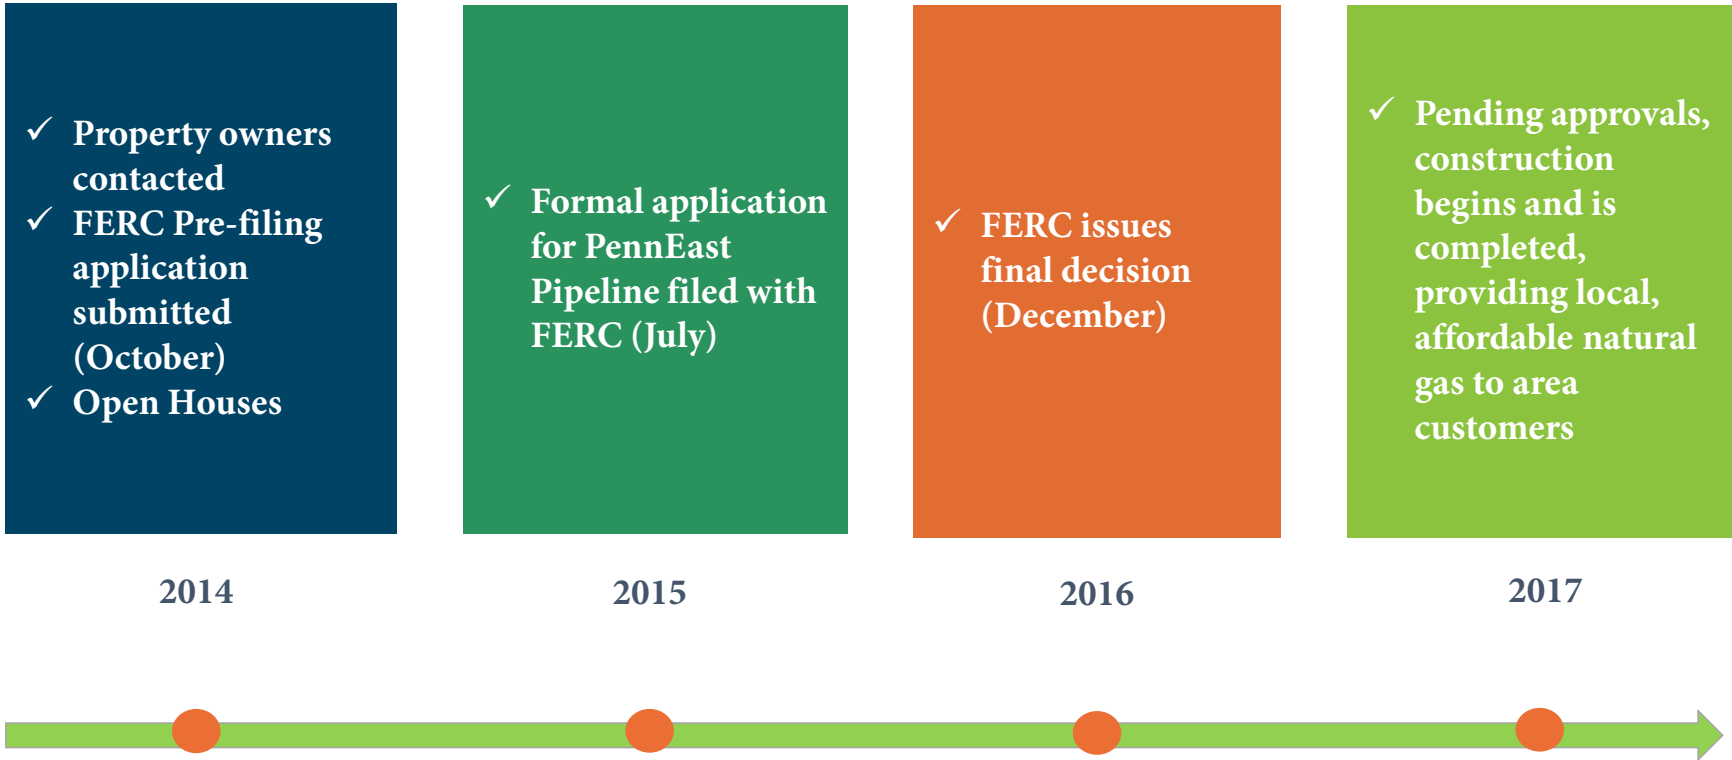 ✓ Property owners
contacted
✓ FERC Pre-filing
application
submitted
(October)
✓ Open Houses
✓ Formal application
for PennEast
Pipeline filed with
FERC (July)
✓ FERC issues
final decision
(December)
✓ Pending approvals,
construction
begins and is
completed,
providing local,
affordable natural
gas to area
customers
2014
2015
2016
2017